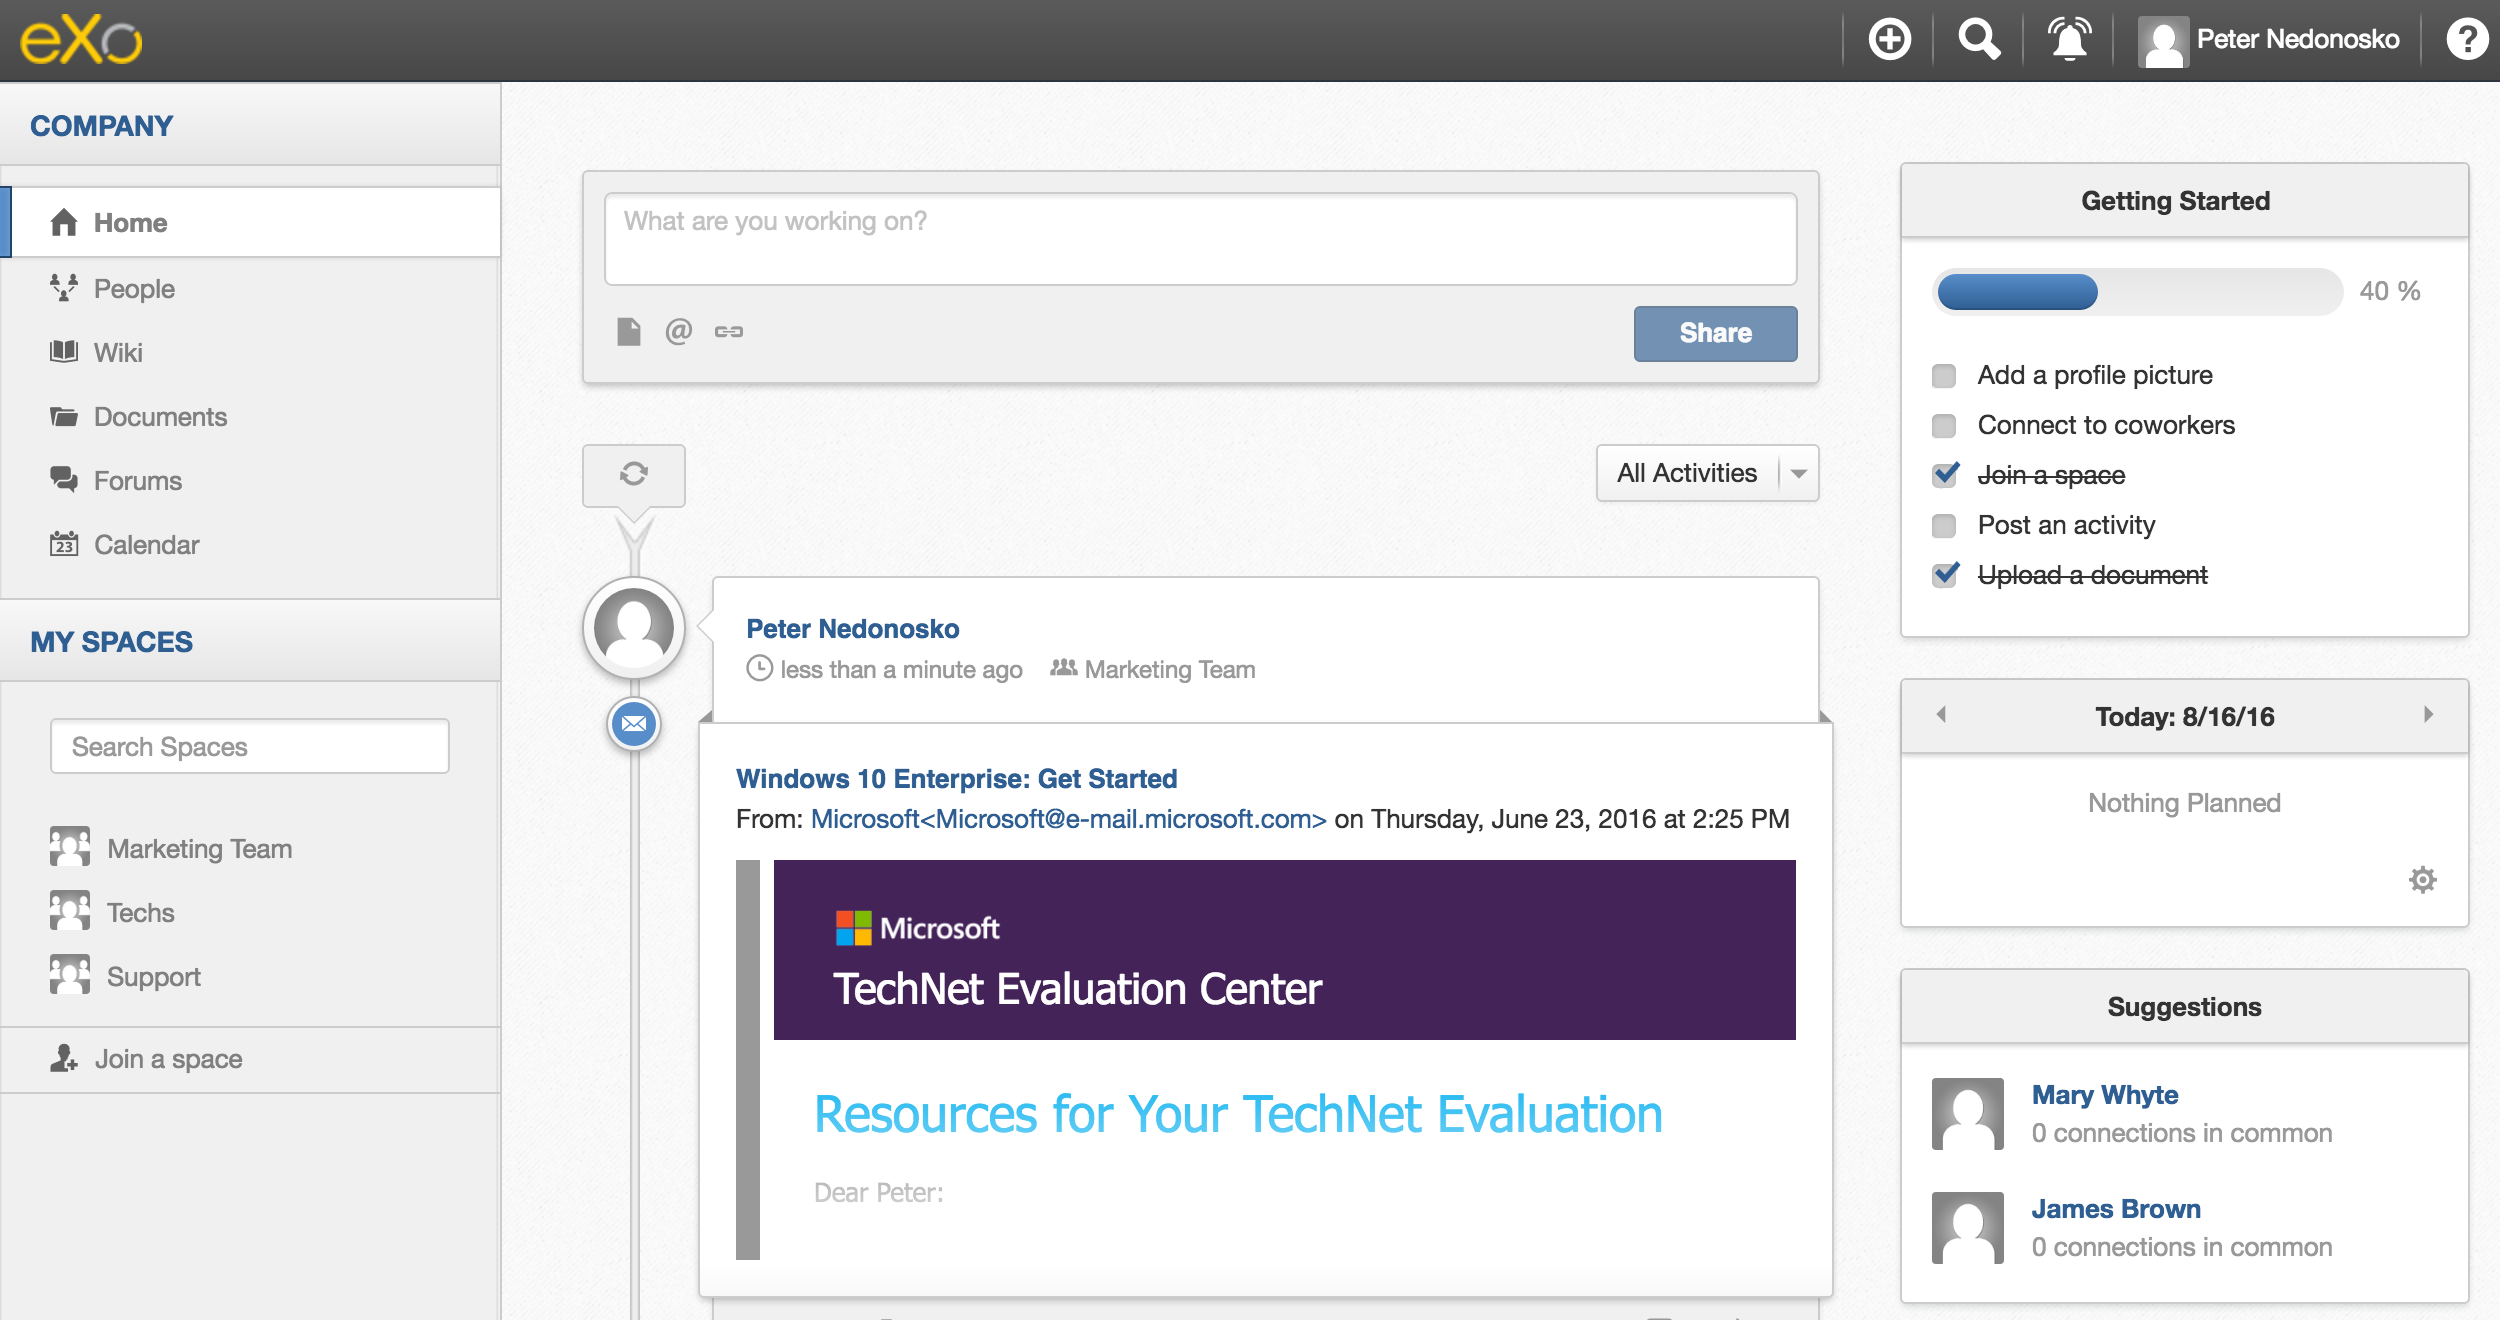 eXo
Peter Nedonosko
?
COMPANY
Home
People
Wiki
Documents
Forums
23 Calendar
MY SPACES
Search Spaces
Marketing Team
Techs
Support
Join a space
What are you working on?
@
Share
All Activities
Peter Nedonosko
less than a minute ago Marketing Team
Windows 10 Enterprise: Get Started
From: Microsoft<Microsoft@e-mail.microsoft.com> on Thursday, June 23, 2016 at 2:25 PM
Microsoft
TechNet Evaluation Center
Resources for Your TechNet Evaluation
Dear Peter:
Getting Started
40 %
Add a profile picture
Connect to coworkers
Join a space
Post an activity
Upload a document
Today: 8/16/16
Nothing Planned
Suggestions
Mary Whyte
0 connections in common
James Brown
0 connections in common